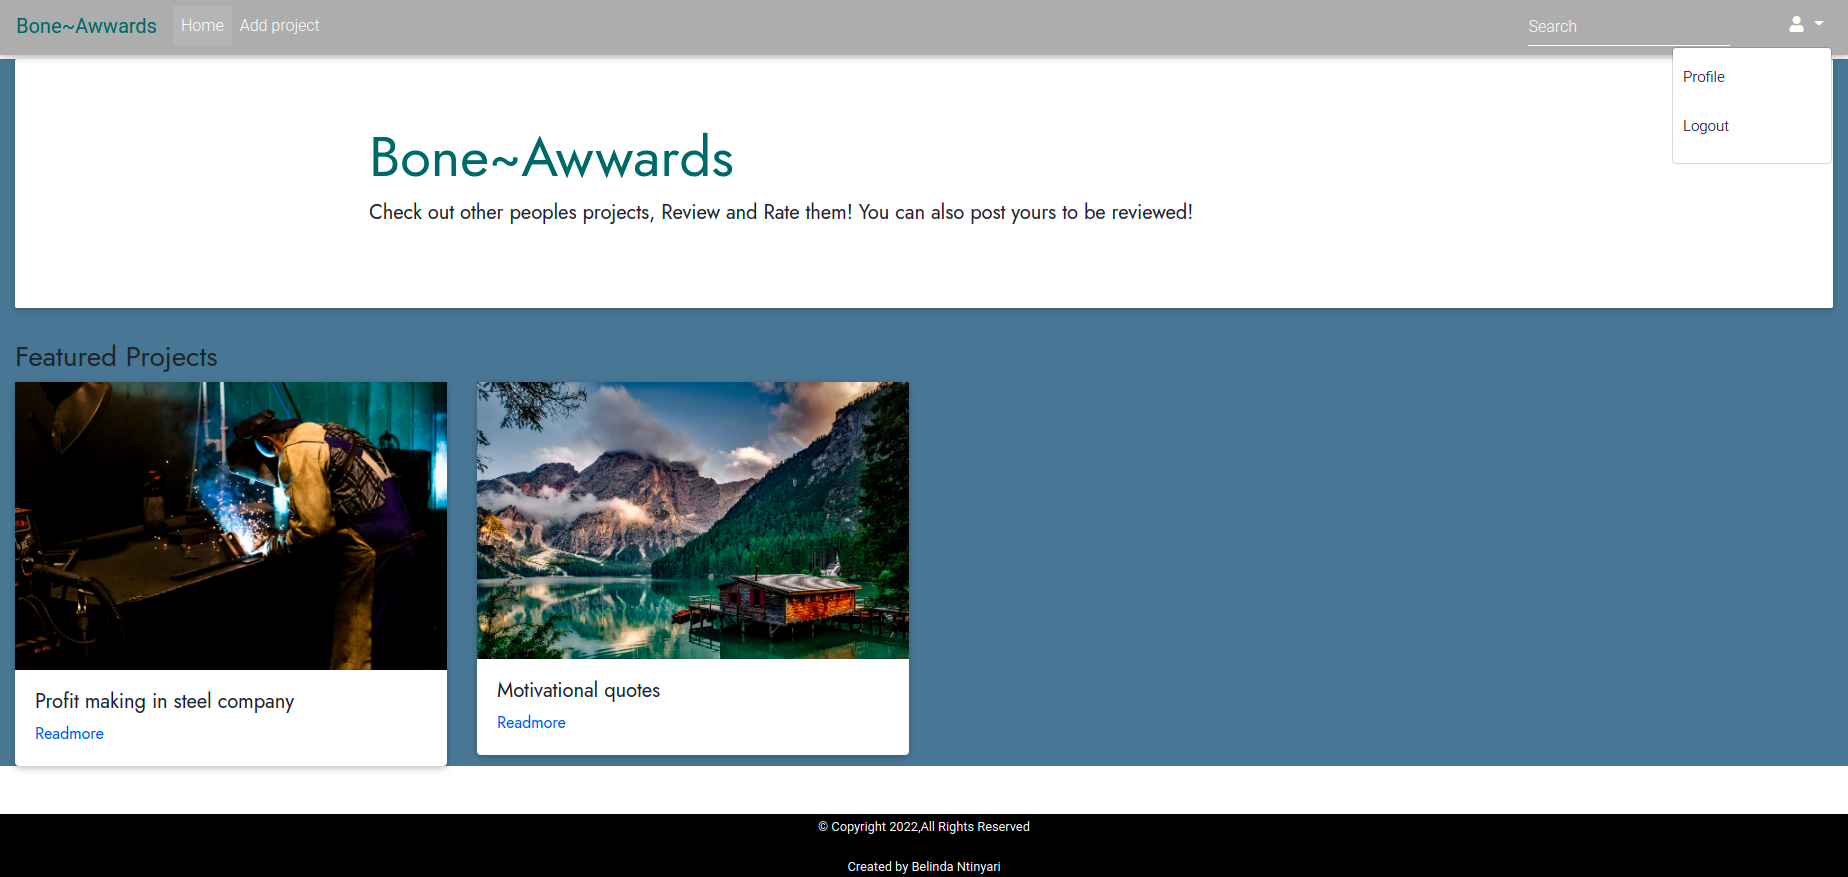 Bone~Awwards
Home
Add project
Search
Profile
Logout
Bone~Awwards
Check out other peoples projects, Review and Rate them! You can also post yours to be reviewed!
Featured Projects
Profit making in steel company
Readmore
Motivational quotes
Readmore
© Copyright 2022,All Rights Reserved
Created by Belinda Ntinyari